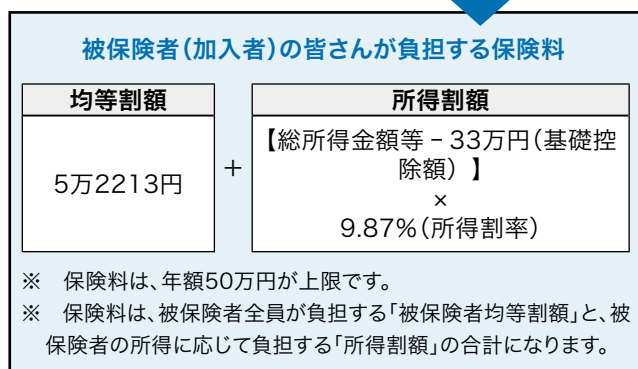 被保険者(加入者)の皆さんが負担する保険料
均等割額
所得割額
5万2213円
+
【総所得金額等－33万円(基礎控
除額) 】
×
9.87%(所得割率)
※　保険料は、年額50万円が上限です。
※　保険料は、被保険者全員が負担する「被保険者均等割額」と、被
保険者の所得に応じて負担する「所得割額」の合計になります。